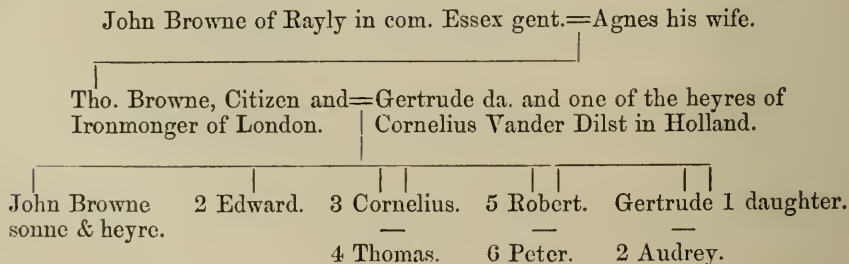 John Browne of Rayly in com. Essex gent.=Agnes his wife.
Tho. Browne, Citizen and=Gertrude da. and one of the heyres of
Ironmonger of London. Cornelius Vander Dilst in Holland.
John Browne 2 Edward. 3 Cornelius. 5 Robert. Gertrude 1 daughter.
sonne & heyre. — — —
4 Thomas. 6 Peter. 2 Audrey.